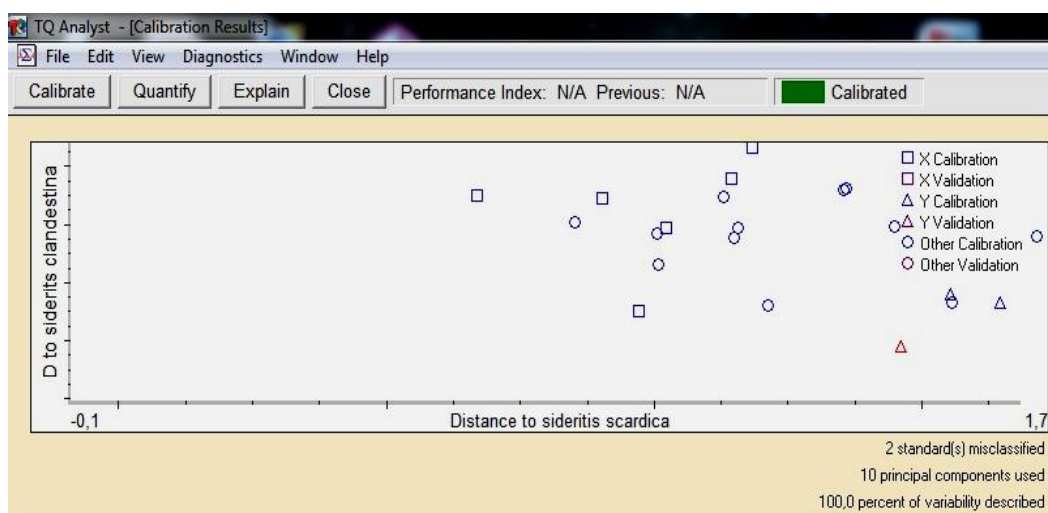 TQ Analyst - [Calibration Results]
File Edit View Diagnostics Window Help
Calibrate Quantify Explain Close Performance Index: N/A Previous: N/A Calibrated
D to siderits clandestina
X Calibration
X Validation
Y Calibration
Y Validation
Other Calibration
Other Validation
-0,1 Distance to sideritis scardica 1,7
2 standard(s) misclassified
10 principal components used
100,0 percent of variability described